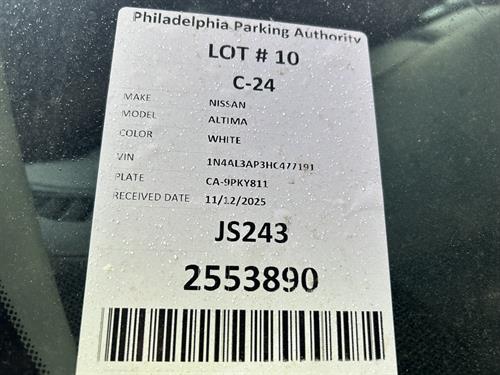 Philadelphia Parking Authority
LOT # 10
C-24
MAKE NISSAN
MODEL ALTIMA
COLOR WHITE
VIN 1N4AL3AP3HC477191
PLATE CA-9PKY811
RECEIVED DATE 11/12/2025
JS243
2553890